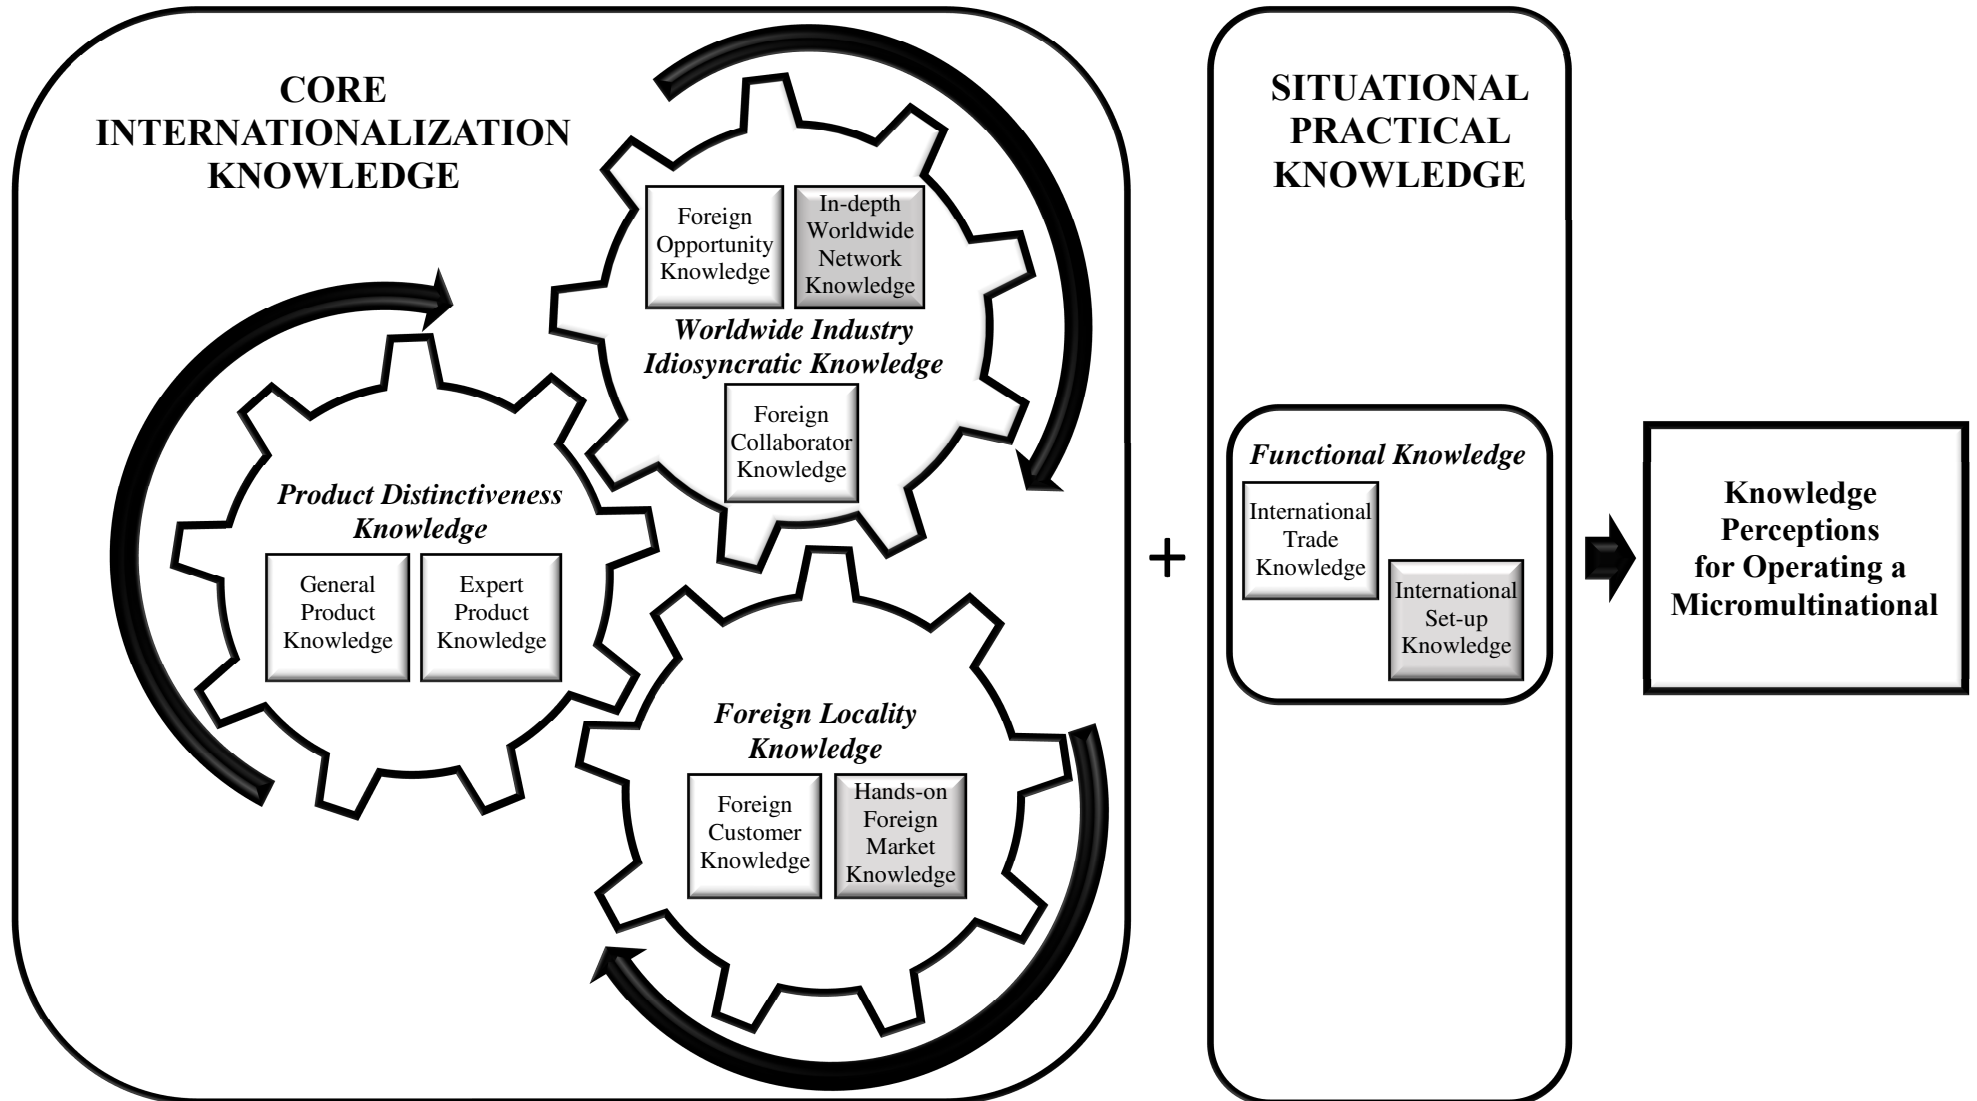 CORE
INTERNATIONALIZATION
KNOWLEDGE
Foreign
Opportunity
Knowledge
In-depth
Worldwide
Network
Knowledge
Worldwide Industry
Idiosyncratic Knowledge
Foreign
Collaborator
Knowledge
Product Distinctiveness
Knowledge
General
Product
Knowledge
Expert
Product
Knowledge
Foreign Locality
Knowledge
Foreign
Customer
Knowledge
Hands-on
Foreign
Market
Knowledge
+
SITUATIONAL
PRACTICAL
KNOWLEDGE
Functional Knowledge
International
Trade
Knowledge
International
Set-up
Knowledge
Knowledge
Perceptions
for Operating a
Micromultinational